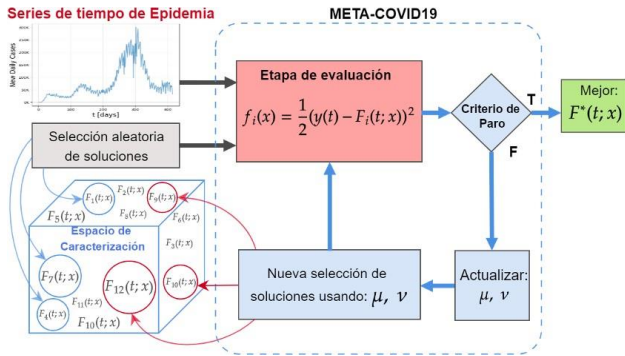 Series de tiempo de Epidemia
META-COVID19
New Daily Cases
t [days]
Etapa de evaluación
f_i(x) = \frac{1}{2}(y(t) − F_i(t; x))^2
Criterio de
Paro
T
F
Mejor:
F*(t; x)
Selección aleatoria
de soluciones
F_1(t; x)
F_2(t; x)
F_9(t; x)
F_5(t; x)
F_8(t; x)
F_6(t; x)
Espacio de
Caracterización
F_3(t; x)
F_7(t; x)
F_12(t; x)
F_10(t; x)
F_11(t; x)
F_4(t; x)
F_10(t; x)
Nueva selección de
soluciones usando: μ, ν
Actualizar:
μ, ν